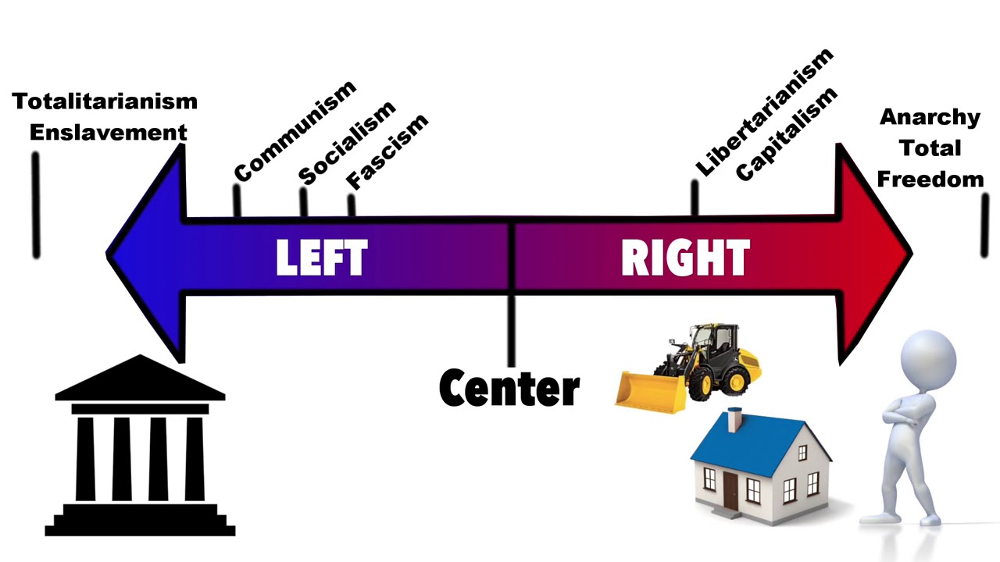 Totalitarianism
Enslavement
Communism
Socialism
Fascism
Libertarianism
Capitalism
Anarchy
Total
Freedom
LEFT
RIGHT
Center